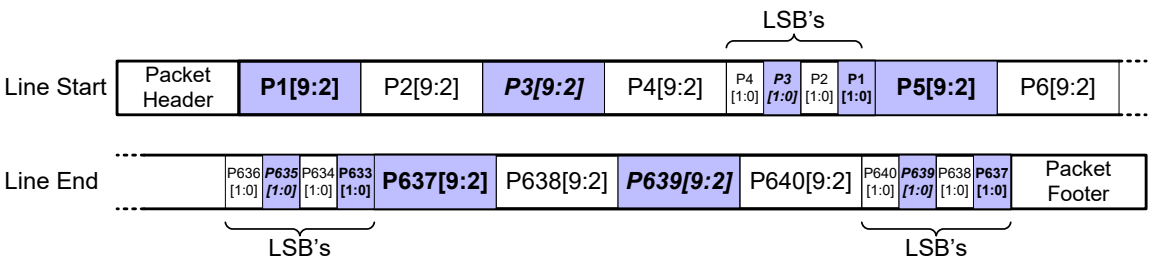 LSB's
Line Start
Packet
Header
P1[9:2]
P2[9:2]
P3[9:2]
P4[9:2]
P4
[1:0]
P3
[1:0]
P2
[1:0]
P1
[1:0]
P5[9:2]
P6[9:2]
Line End
P636
[1:0]
P635
[1:0]
P634
[1:0]
P633
[1:0]
P637[9:2]
P638[9:2]
P639[9:2]
P640[9:2]
P640
[1:0]
P639
[1:0]
P638
[1:0]
P637
[1:0]
Packet
Footer
LSB's
LSB's